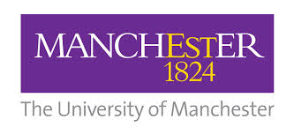 MANCHESTER
1824
The University of Manchester